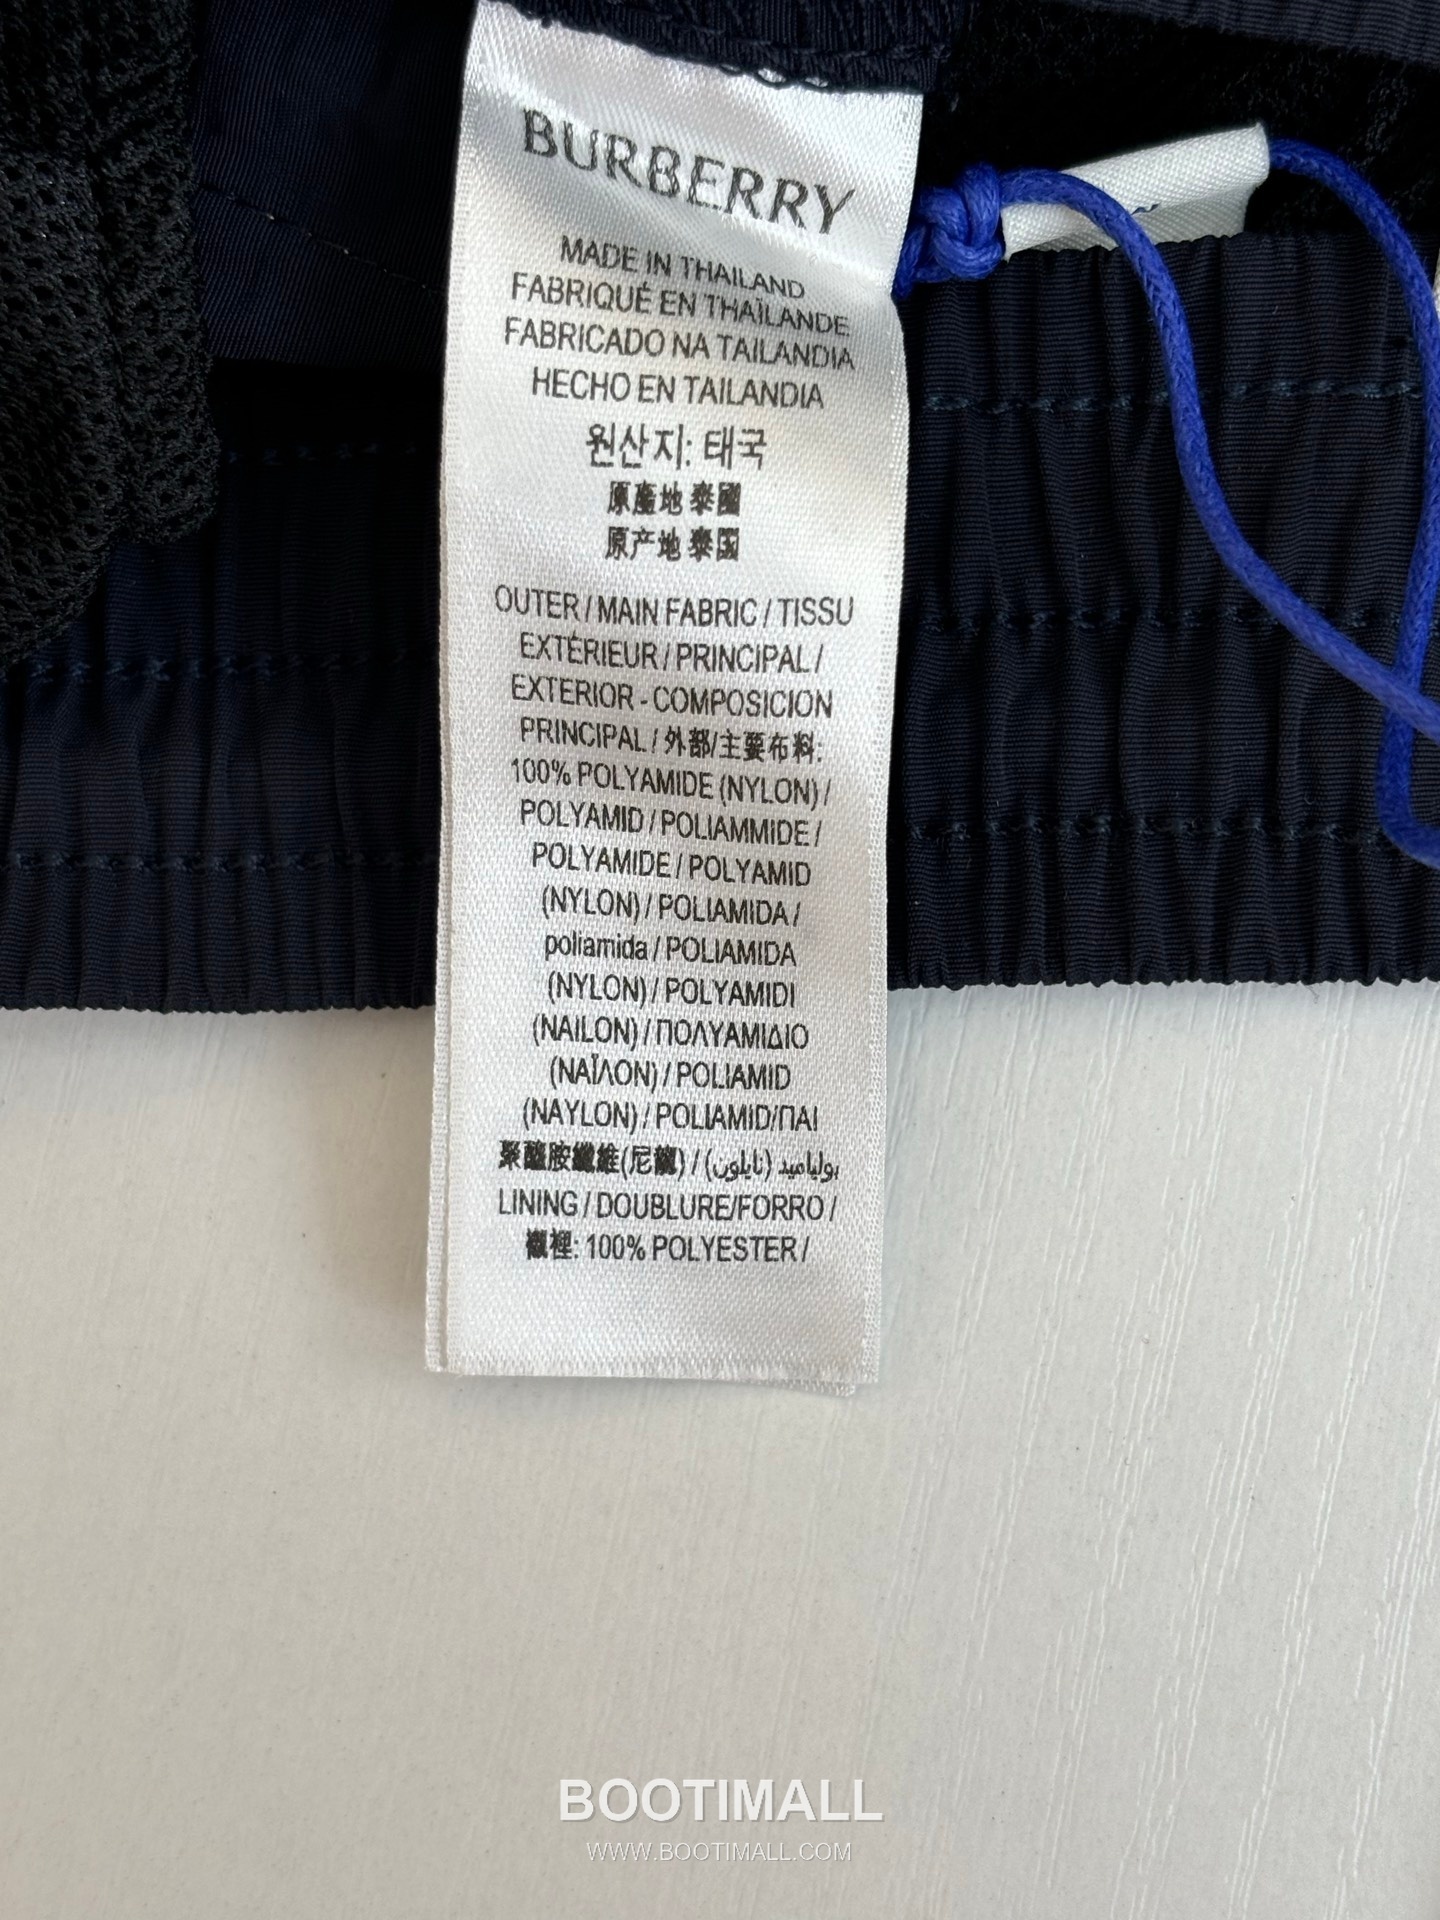 BURBERRY
MADE IN THAILAND
FABRIQUÉ EN THAÏLANDE
FABRICADO NA TAILANDIA
HECHO EN TAILANDIA
원산지: 태국
原產地 泰國
原产地 泰国
OUTER / MAIN FABRIC / TISSU
EXTÉRIEUR / PRINCIPAL /
EXTERIOR - COMPOSICION
PRINCIPAL / 外部/主要布料:
100% POLYAMIDE (NYLON) /
POLYAMID / POLIAMMIDE /
POLYAMIDE / POLYAMID
(NYLON) / POLIAMIDA /
poliamida / POLIAMIDA
(NYLON) / POLYAMIDI
(NAILON) / ΠΟΛΥΑΜΙΔΙΟ
(ΝΑΪΛΟΝ) / POLIAMID
(NAYLON) / POLIAMID/ПАІ
聚醯胺纖維(尼龍) / بولياميد (نايلون)
LINING / DOUBLURE/FORRO /
襯裡: 100% POLYESTER /
BOOTIMALL
WWW.BOOTIMALL.COM